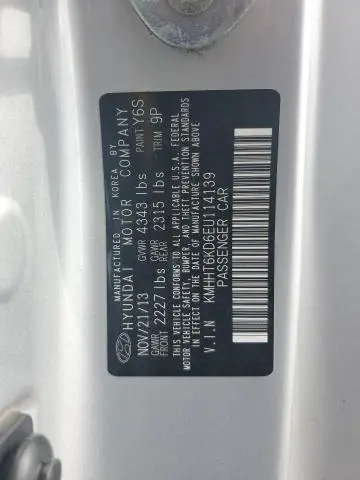 MANUFACTURED IN KOREA BY
HYUNDAI MOTOR COMPANY
NOV/21/13 GVWR 4343 lbs PAINT Y6S
GAWR FRONT 2227 lbs GAWR REAR 2315 lbs TRIM 9P
THIS VEHICLE CONFORMS TO ALL APPLICABLE U.S.A. FEDERAL
MOTOR VEHICLE SAFETY, BUMPER, AND THEFT PREVENTION STANDARDS
IN EFFECT ON THE DATE OF MANUFACTURE SHOWN ABOVE
V.I.N KMHHT6KD6EU114139
PASSENGER CAR